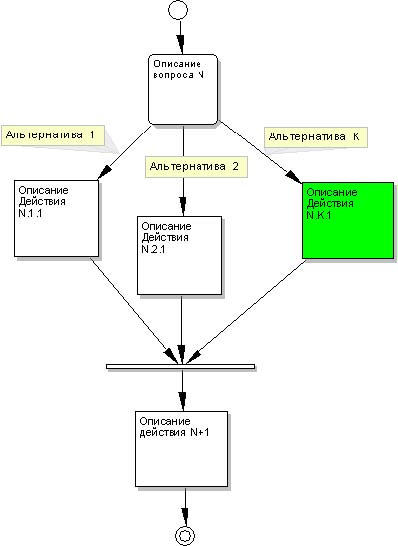 Описание
вопроса N
Альтернатива 1
Альтернатива К
Альтернатива 2
Описание
Действия
N.1.1
Описание
Действия
N.K.1
Описание
Действия
N.2.1
Описание
действия N+1